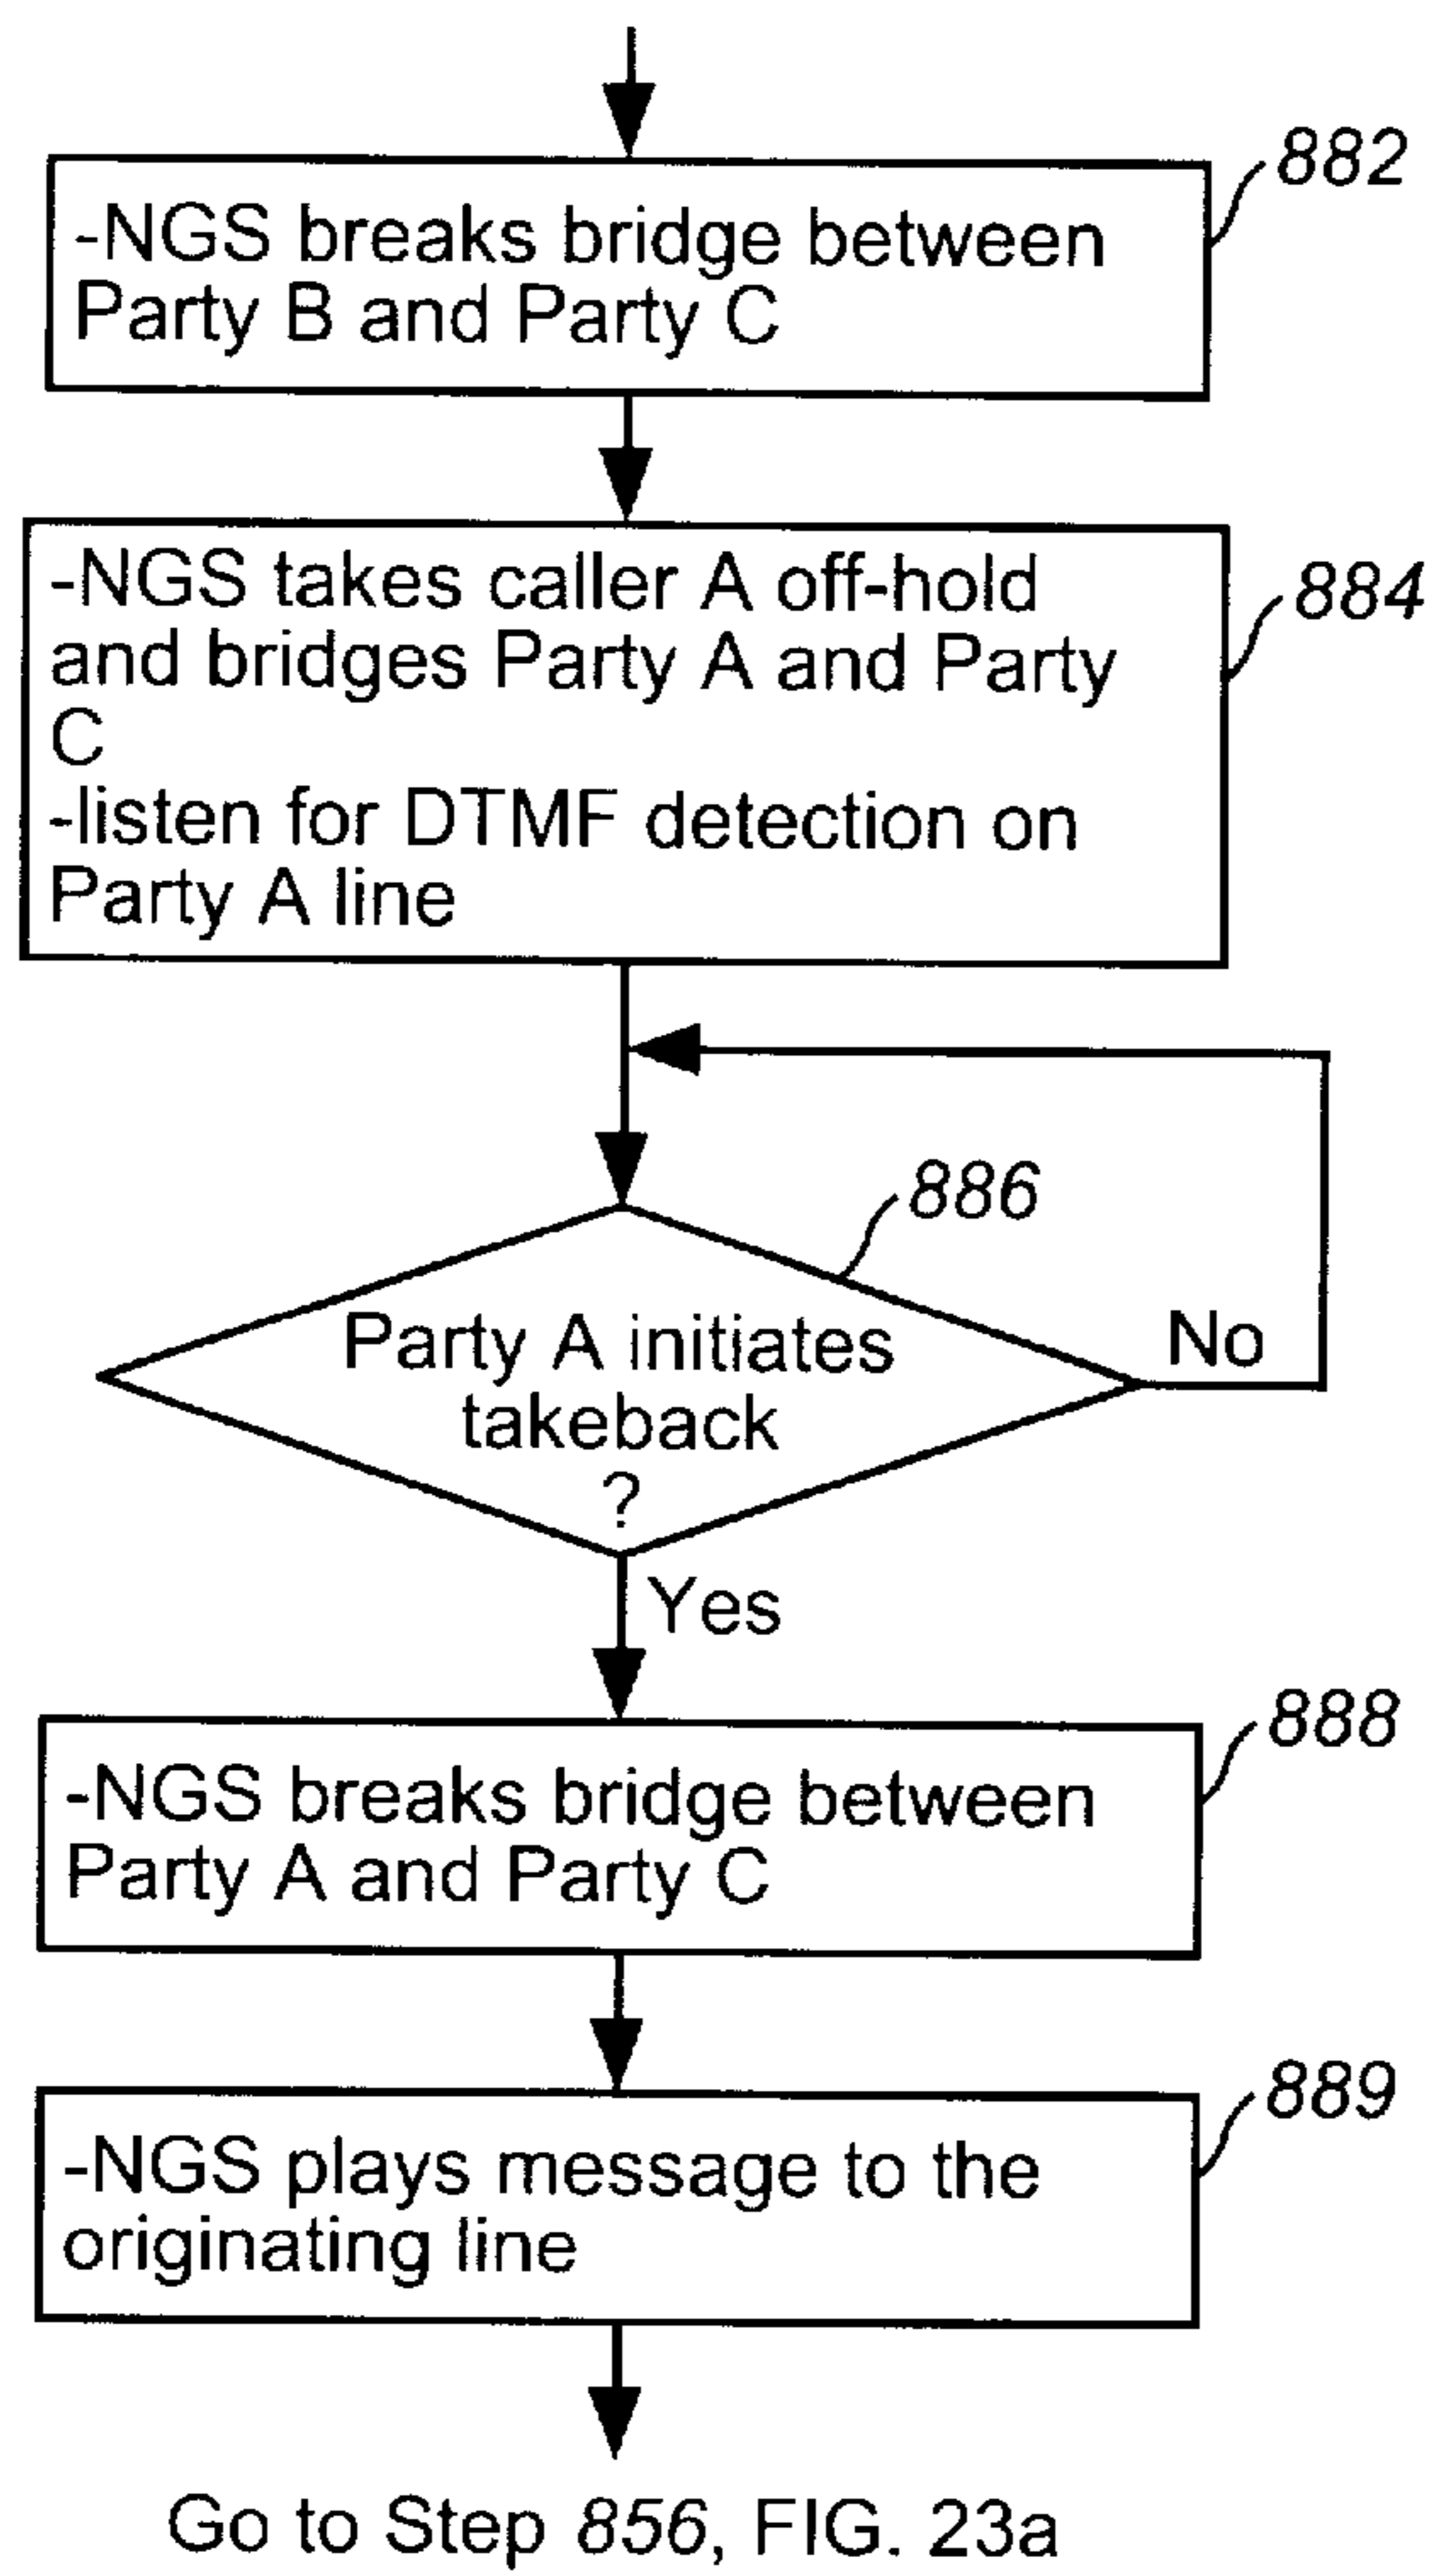 882
-NGS breaks bridge between
Party B and Party C
884
-NGS takes caller A off-hold
and bridges Party A and Party
C
-listen for DTMF detection on
Party A line
886
Party A initiates
takeback
?
No
Yes
888
-NGS breaks bridge between
Party A and Party C
889
-NGS plays message to the
originating line
Go to Step 856, FIG. 23a